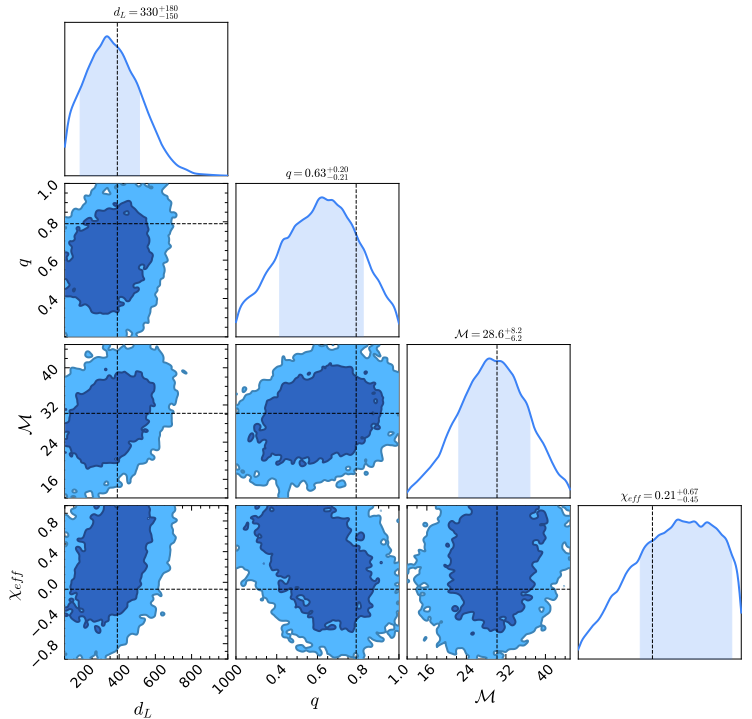 d_L = 330^{+180}_{-150}
1.0
0.8
0.6
0.4
q
q = 0.63^{+0.20}_{-0.21}
40
32
24
16
ℳ
ℳ = 28.6^{+8.2}_{-6.2}
0.8
0.4
0.0
−0.4
−0.8
χ_{eff}
χ_{eff} = 0.21^{+0.67}_{-0.45}
200 400 600 800 1000
0.4 0.6 0.8 1.0
16 24 32 40
d_L
q
ℳ